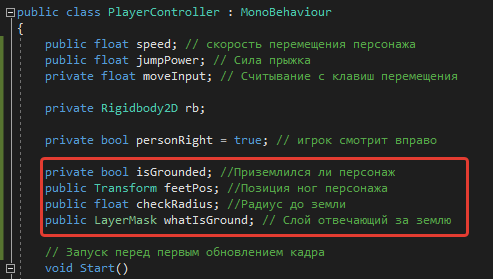 public class PlayerController : MonoBehaviour
{
public float speed; // скорость перемещения персонажа
public float jumpPower; // Сила прыжка
private float moveInput; // Считывание с клавиш перемещения
private Rigidbody2D rb;
private bool personRight = true; // игрок смотрит вправо
private bool isGrounded; //Приземлился ли персонаж
public Transform feetPos; //Позиция ног персонажа
public float checkRadius; //Радиус до земли
public LayerMask whatIsGround; // Слой отвечающий за землю
// Запуск перед первым обновлением кадра
void Start()